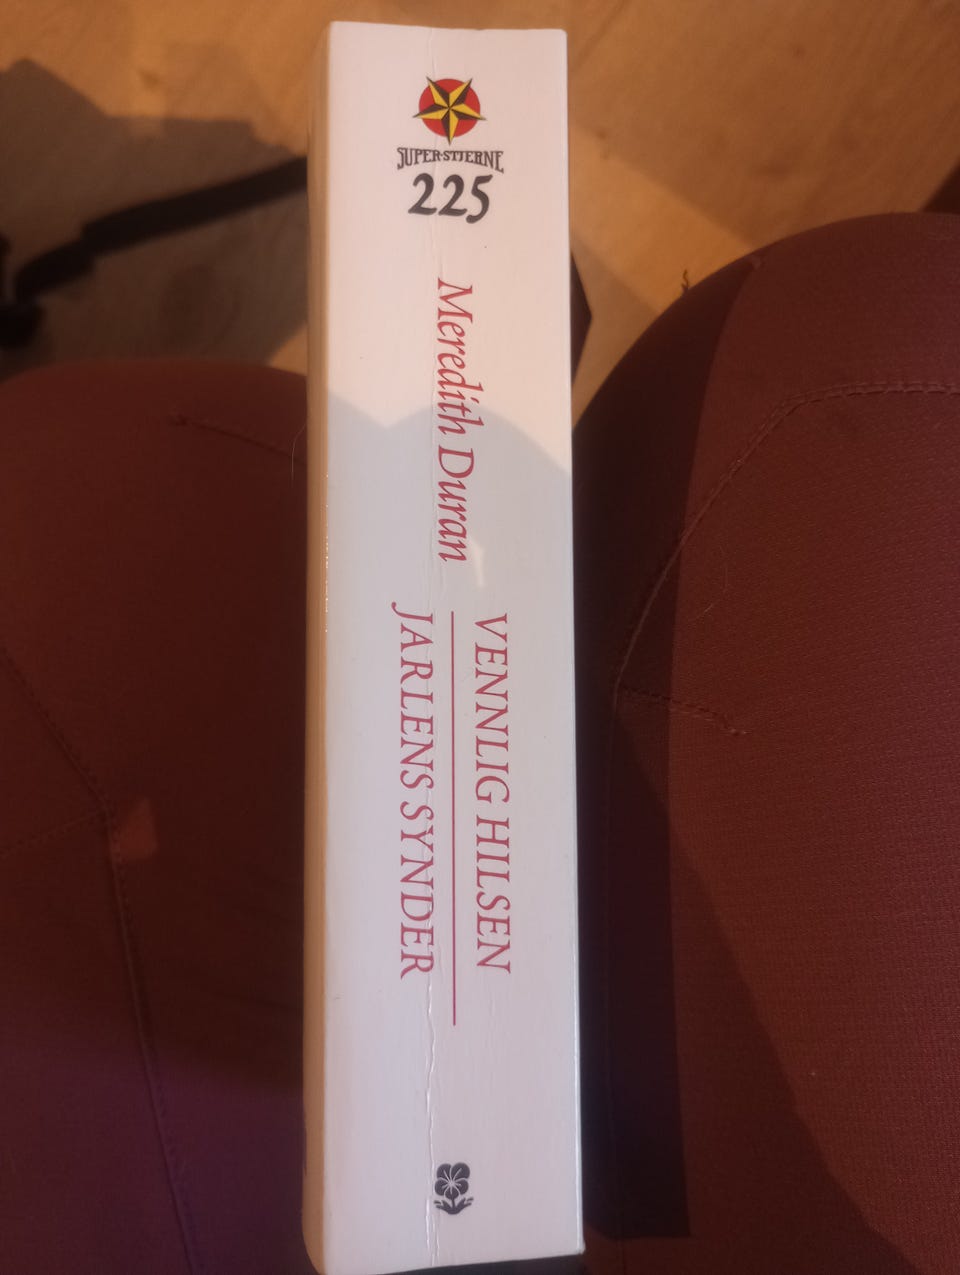 SUPER-STJERNE
225
Meredith Duran
VENNLIG HILSEN
JARLENS SYNDER